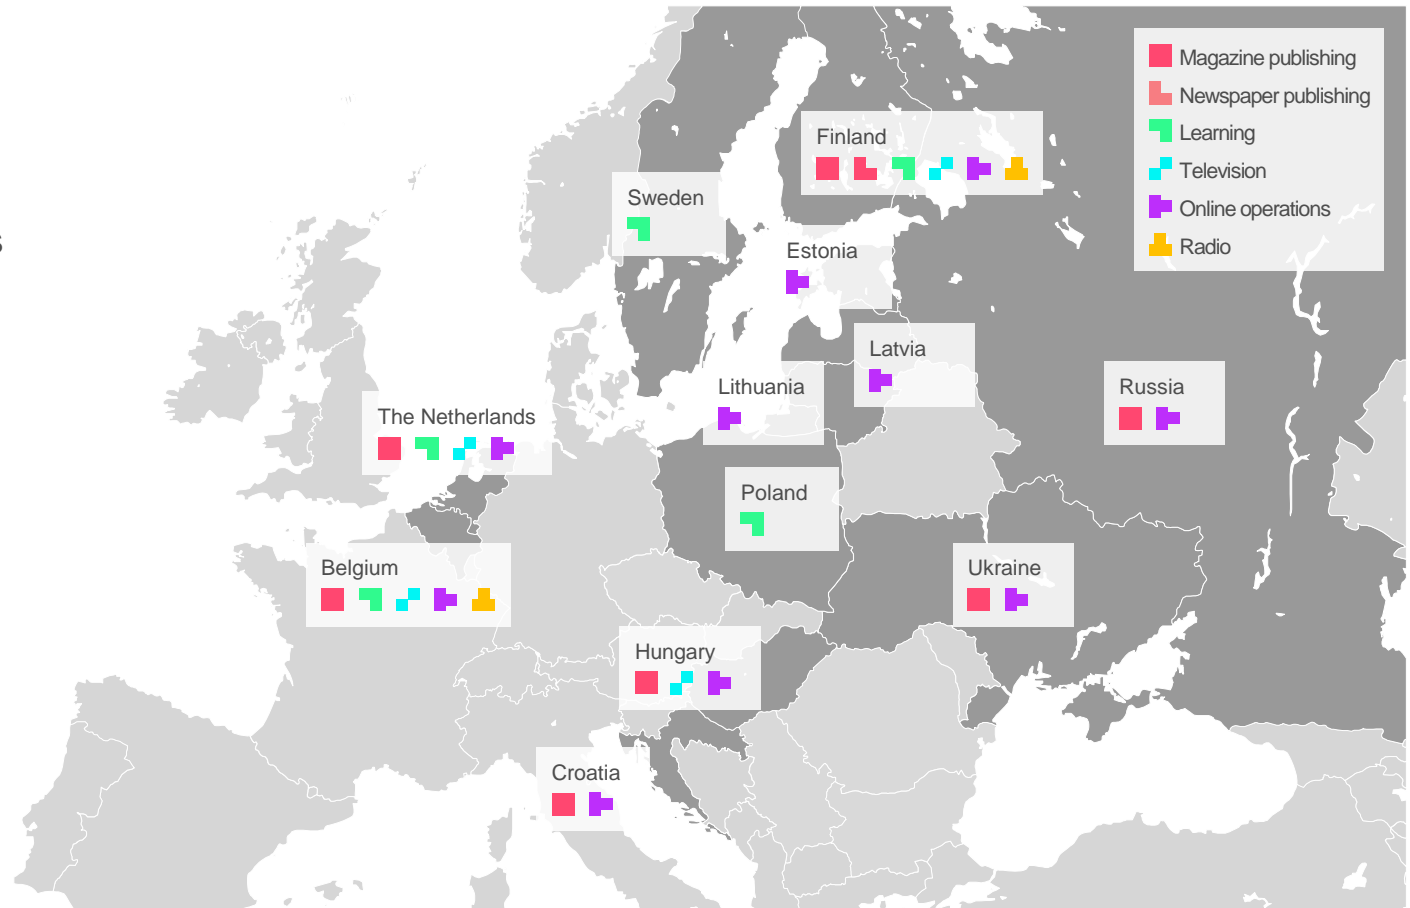 Magazine publishing
Newspaper publishing
Learning
Television
Online operations
Radio
Finland
Sweden
Estonia
Latvia
Lithuania
Russia
The Netherlands
Poland
Belgium
Ukraine
Hungary
Croatia
s